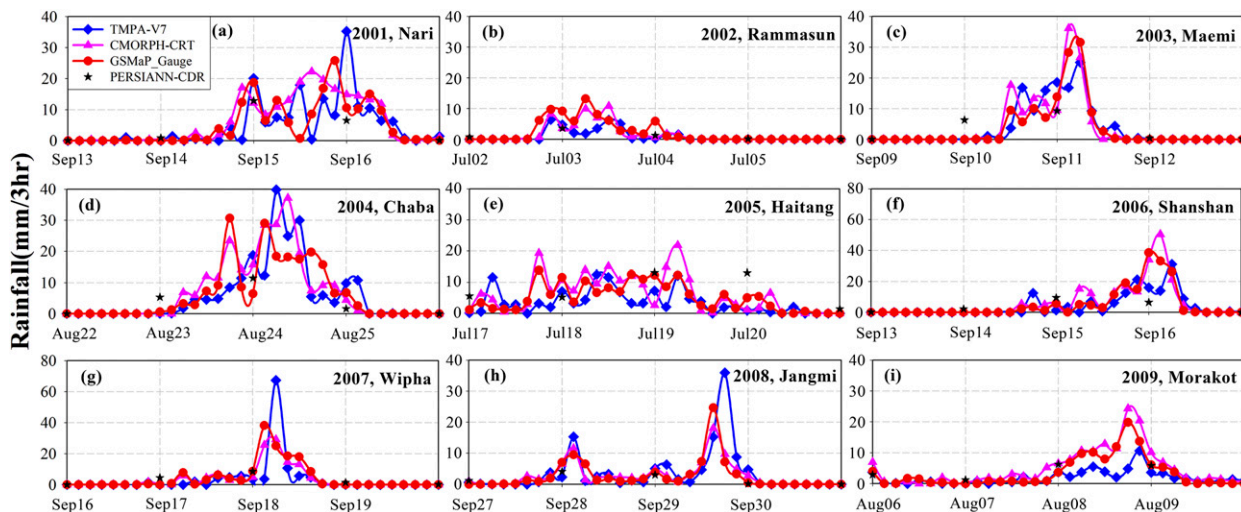 Rainfall(mm/3hr)
40
30
20
10
0
TMPA-V7
CMORPH-CRT
GSMaP_Gauge
PERSIANN-CDR
(a)
2001, Nari
Sep13 Sep14 Sep15 Sep16
40
30
20
10
0
(b)
2002, Rammasun
Jul02 Jul03 Jul04 Jul05
40
30
20
10
0
(c)
2003, Maemi
Sep09 Sep10 Sep11 Sep12
40
30
20
10
0
(d)
2004, Chaba
Aug22 Aug23 Aug24 Aug25
40
30
20
10
0
(e)
2005, Haitang
Jul17 Jul18 Jul19 Jul20
80
60
40
20
0
(f)
2006, Shanshan
Sep13 Sep14 Sep15 Sep16
80
60
40
20
0
(g)
2007, Wipha
Sep16 Sep17 Sep18 Sep19
40
30
20
10
0
(h)
2008, Jangmi
Sep27 Sep28 Sep29 Sep30
40
30
20
10
0
(i)
2009, Morakot
Aug06 Aug07 Aug08 Aug09